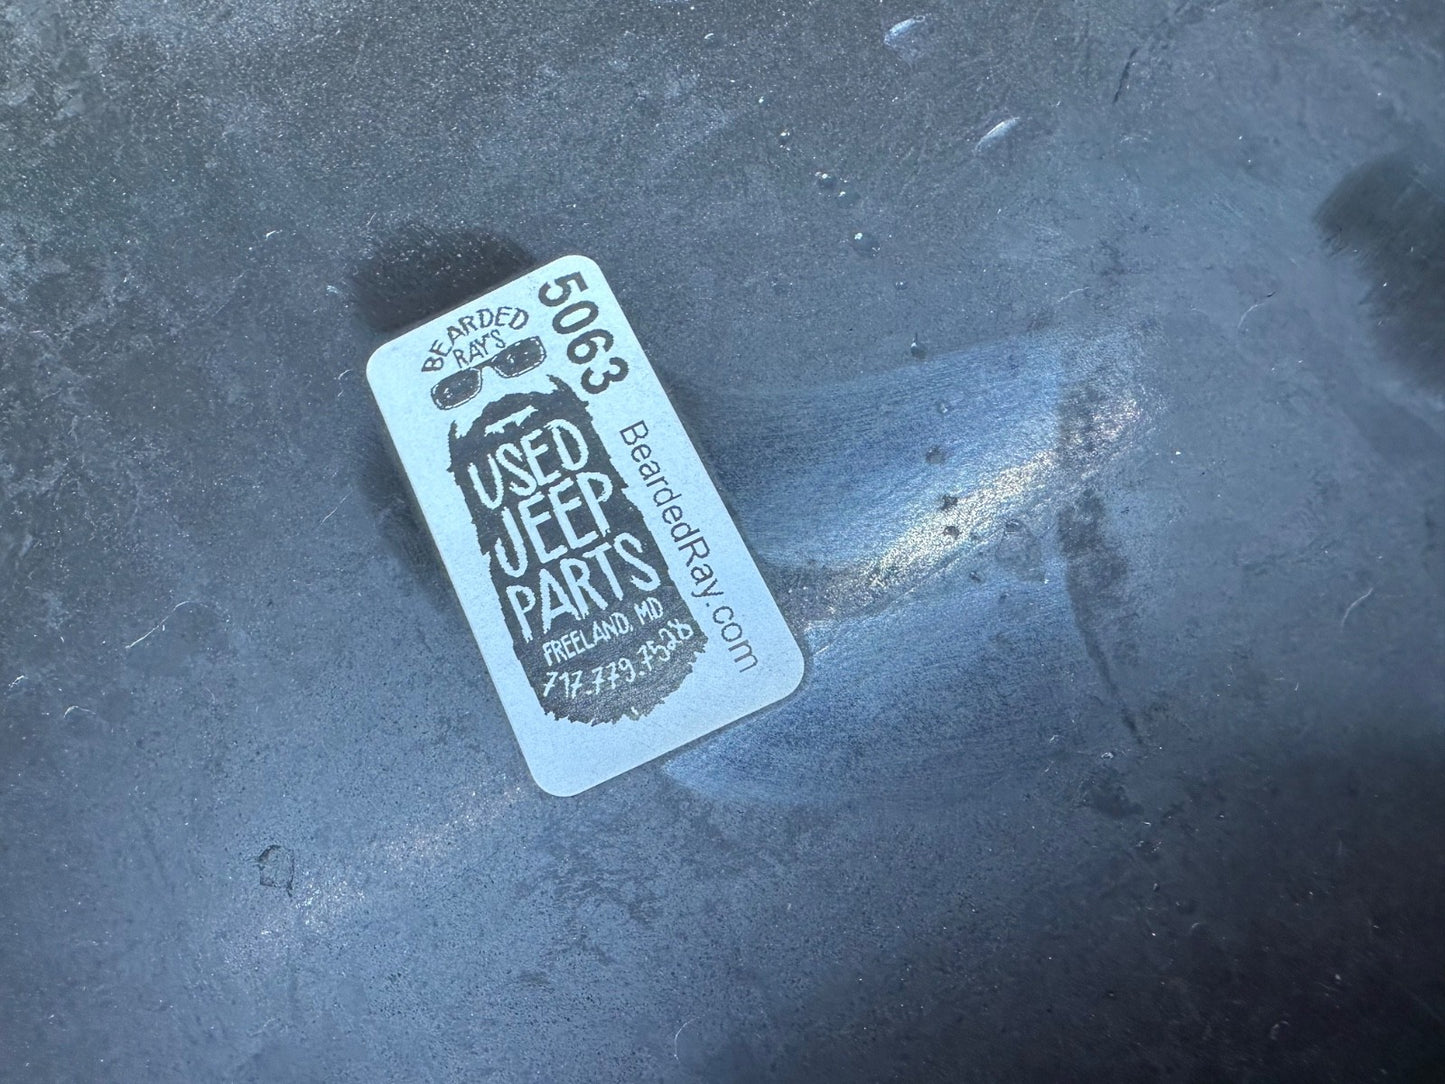 BEARDED
RAY'S
USED
JEEP
PARTS
FREELAND, MD
717.779.7528
5063
BeardedRay.com